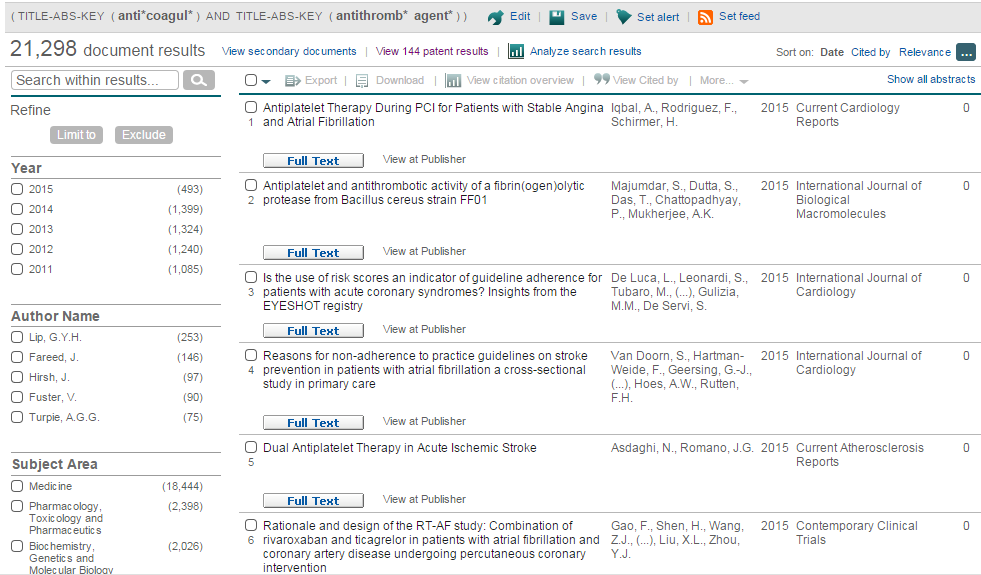 ( TITLE-ABS-KEY ( anti*coagul* ) AND TITLE-ABS-KEY ( antithromb* agent* ) ) Edit | Save | Set alert | Set feed
21,298 document results View secondary documents | View 144 patent results | Analyze search results Sort on: Date Cited by Relevance ...
Search within results... Export | Download | View citation overview | View Cited by | More... Show all abstracts
Refine
Limit to Exclude
Year
2015 (493)
2014 (1,399)
2013 (1,324)
2012 (1,240)
2011 (1,085)
Author Name
Lip, G.Y.H. (253)
Fareed, J. (146)
Hirsh, J. (97)
Fuster, V. (90)
Turpie, A.G.G. (75)
Subject Area
Medicine (18,444)
Pharmacology, (2,398)
Toxicology and
Pharmaceutics
Biochemistry, (2,026)
Genetics and
Molecular Biology
Antiplatelet Therapy During PCI for Patients with Stable Angina Iqbal, A., Rodriguez, F., 2015 Current Cardiology 0
1 and Atrial Fibrillation Schirmer, H. Reports
Full Text View at Publisher
Antiplatelet and antithrombotic activity of a fibrin(ogen)olytic Majumdar, S., Dutta, S., 2015 International Journal of 0
2 protease from Bacillus cereus strain FF01 Das, T., Chattopadhyay, Biological
P., Mukherjee, A.K. Macromolecules
Full Text View at Publisher
Is the use of risk scores an indicator of guideline adherence for De Luca, L., Leonardi, S., 2015 International Journal of 0
3 patients with acute coronary syndromes? Insights from the Tubaro, M., (...), Gulizia, Cardiology
EYESHOT registry M.M., De Servi, S.
Full Text View at Publisher
Reasons for non-adherence to practice guidelines on stroke Van Doorn, S., Hartman- 2015 International Journal of 0
4 prevention in patients with atrial fibrillation a cross-sectional Weide, F., Geersing, G.-J., Cardiology
study in primary care (...), Hoes, A.W., Rutten,
F.H.
Full Text View at Publisher
Dual Antiplatelet Therapy in Acute Ischemic Stroke Asdaghi, N., Romano, J.G. 2015 Current Atherosclerosis 0
5 Reports
Full Text View at Publisher
Rationale and design of the RT-AF study: Combination of Gao, F., Shen, H., Wang, 2015 Contemporary Clinical 0
6 rivaroxaban and ticagrelor in patients with atrial fibrillation and Z.J., (...), Liu, X.L., Zhou, Trials
coronary artery disease undergoing percutaneous coronary Y.J.
intervention